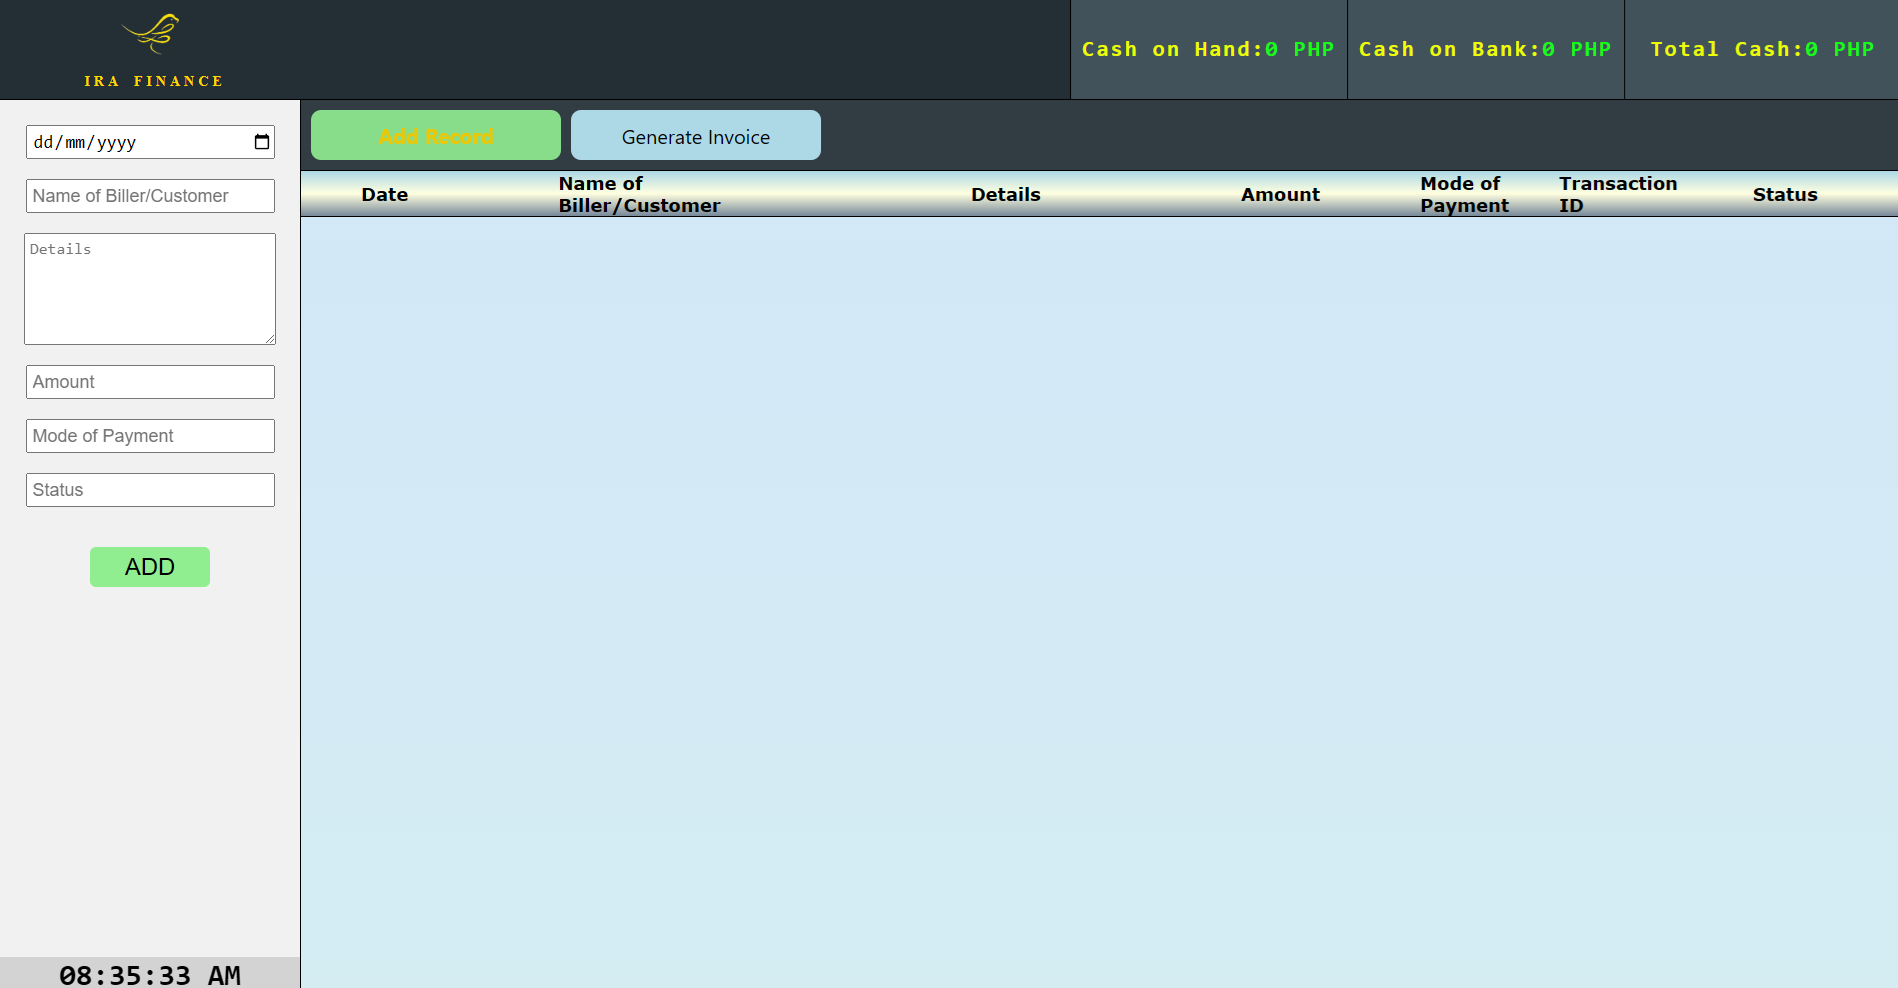 IRA FINANCE
Cash on Hand:0 PHP
Cash on Bank:0 PHP
Total Cash:0 PHP
dd/mm/yyyy
Name of Biller/Customer
Details
Amount
Mode of Payment
Status
ADD
08:35:33 AM
Add Record
Generate Invoice
Date
Name of
Biller/Customer
Details
Amount
Mode of
Payment
Transaction
ID
Status